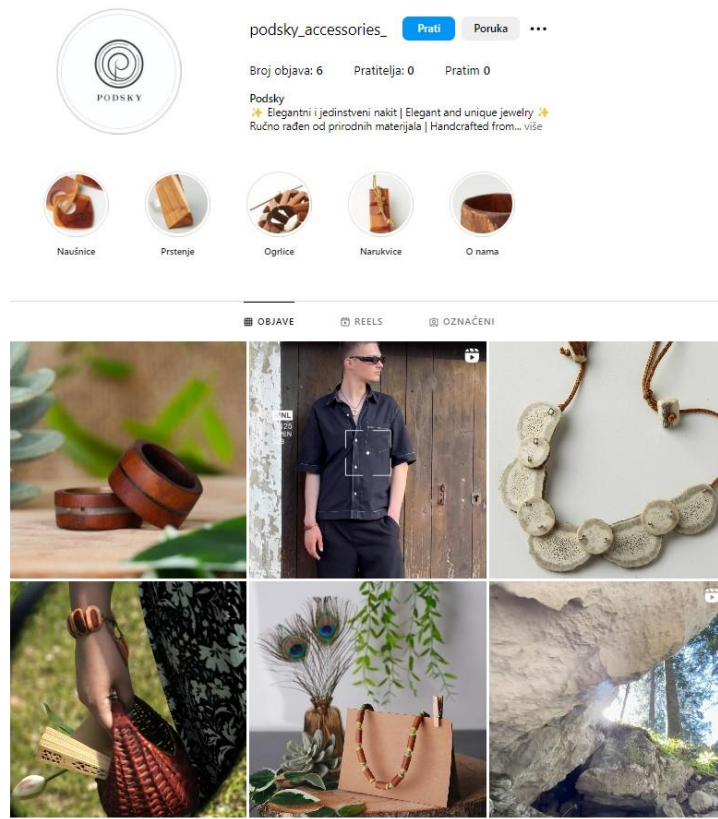 podsky_accessories_ Prati Poruka
Broj objava: 6 Pratitelja: 0 Pratim 0
PODSKY
Podsky
✨ Elegantni i jedinstveni nakit | Elegant and unique jewelry ✨
Ručno rađen od prirodnih materijala | Handcrafted from... više
Naušnice Prstenje Ogrlice Narukvice O nama
OBJAVE REELS OZNAČENI